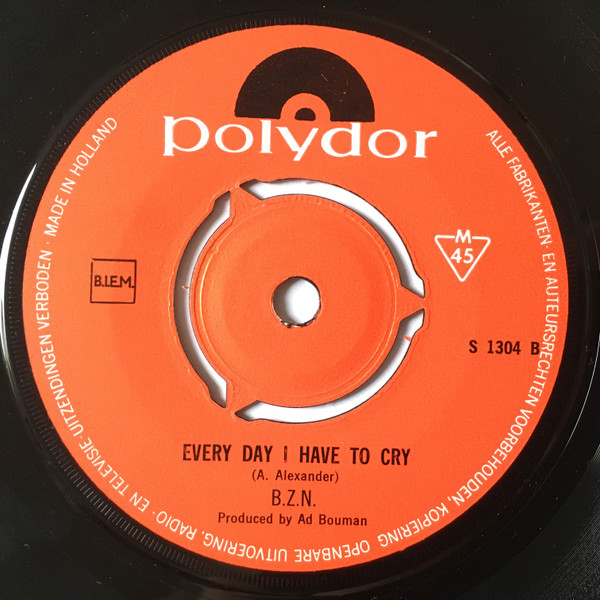 polydor
ALLE FABRIKANTEN- EN AUTEURSRECHTEN VOORBEHOUDEN. KOPIERING, OPENBARE UITVOERING, RADIO- EN TELEVISIE-UITZENDINGEN VERBODEN · MADE IN HOLLAND
M
45
B.I.E.M.
S 1304 B
EVERY DAY I HAVE TO CRY
(A. Alexander)
B.Z.N.
Produced by Ad Bouman